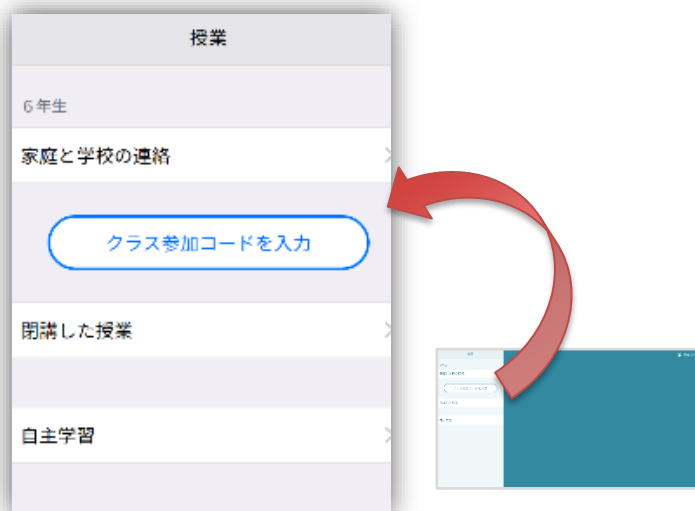 授業
6年生
家庭と学校の連絡
クラス参加コードを入力
閉講した授業
自主学習